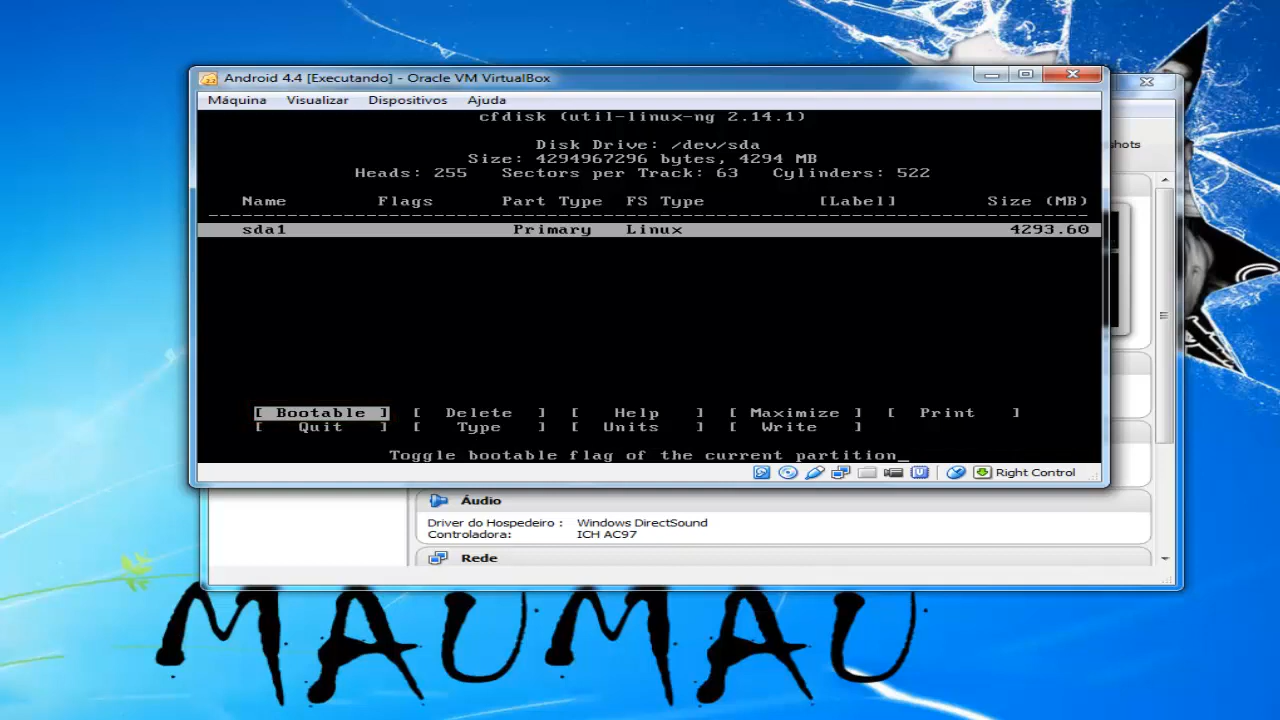 Android 4.4 [Executando] - Oracle VM VirtualBox
Máquina Visualizar Dispositivos Ajuda
cfdisk (util-linux-ng 2.14.1)
Disk Drive: /dev/sda
Size: 4294967296 bytes, 4294 MB
Heads: 255 Sectors per Track: 63 Cylinders: 522
Name Flags Part Type FS Type [Label] Size (MB)
sda1 Primary Linux 4293.60
[ Bootable ] [ Delete ] [ Help ] [ Maximize ] [ Print ]
[ Quit ] [ Type ] [ Units ] [ Write ]
Toggle bootable flag of the current partition_
Right Control
shots
Áudio
Driver do Hospedeiro : Windows DirectSound
Controladora: ICH AC97
Rede
MAUMAU